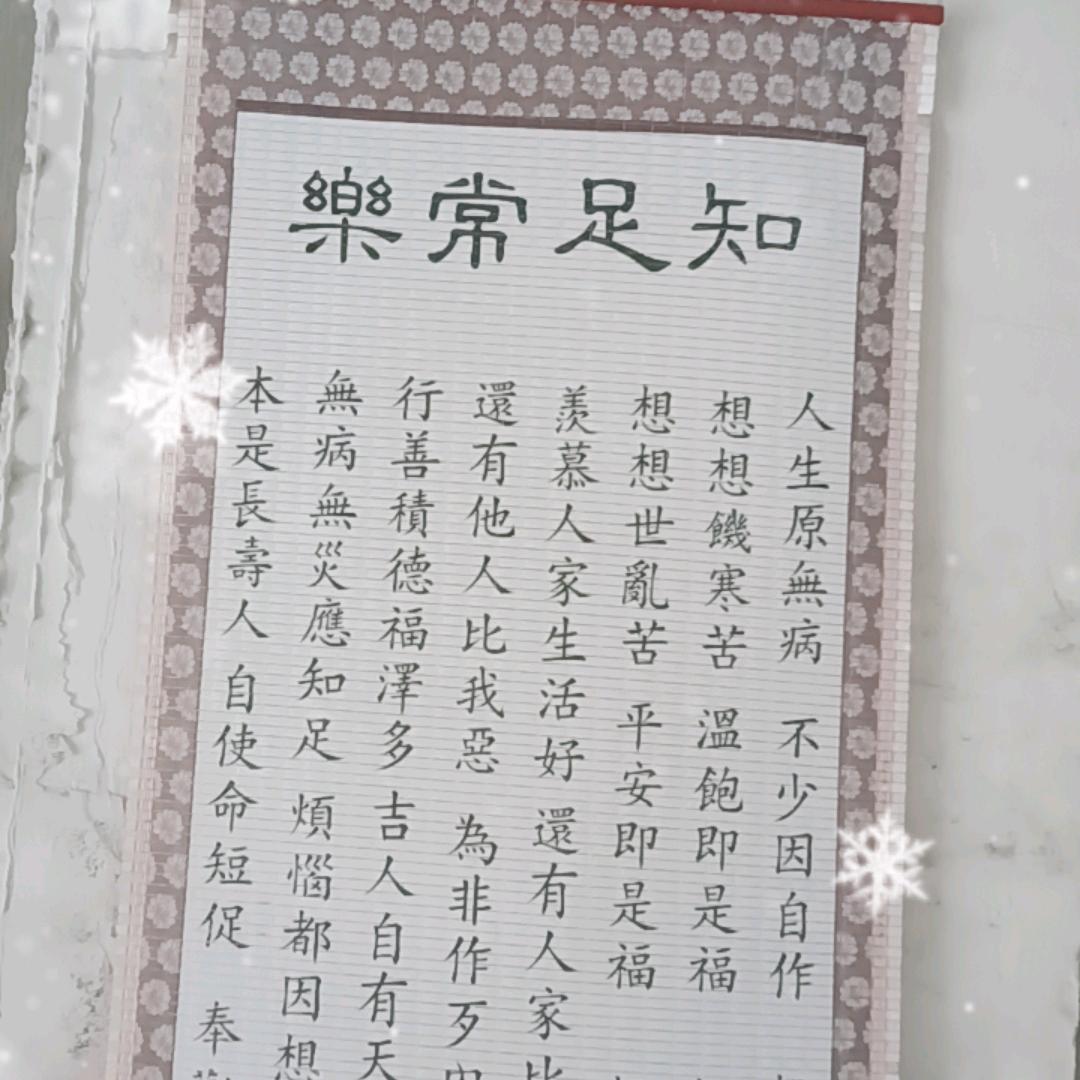 知足常樂
人生原無病 不少因自作
想想饑寒苦 溫飽即是福
想想世亂苦 平安即是福
羨慕人家生活好 還有人家比
還有他人比我惡 為非作歹
行善積德福澤多 吉人自有天
無病無災應知足 煩惱都因想
本是長壽人 自使命短促 奉勸